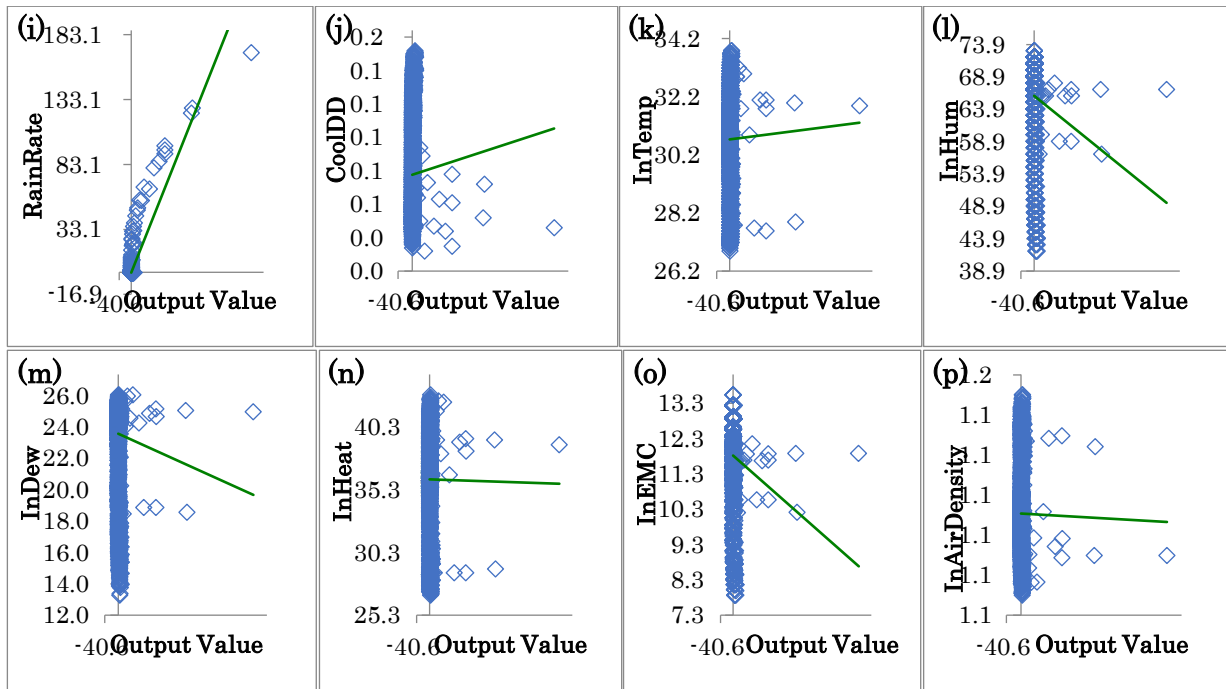 (i)
183.1
133.1
83.1
33.1
-16.9
-40.6
RainRate
Output Value
(j)
0.2
0.1
0.1
0.1
0.1
0.1
0.0
0.0
-40.6
CoolDD
Output Value
(k)
34.2
32.2
30.2
28.2
26.2
-40.6
InTemp
Output Value
(l)
73.9
68.9
63.9
58.9
53.9
48.9
43.9
38.9
-40.6
InHum
Output Value
(m)
26.0
24.0
22.0
20.0
18.0
16.0
14.0
12.0
-40.6
InDew
Output Value
(n)
40.3
35.3
30.3
25.3
-40.6
InHeat
Output Value
(o)
13.3
12.3
11.3
10.3
9.3
8.3
7.3
-40.6
InEMC
Output Value
(p)
1.2
1.1
1.1
1.1
1.1
1.1
1.1
-40.6
InAirDensity
Output Value